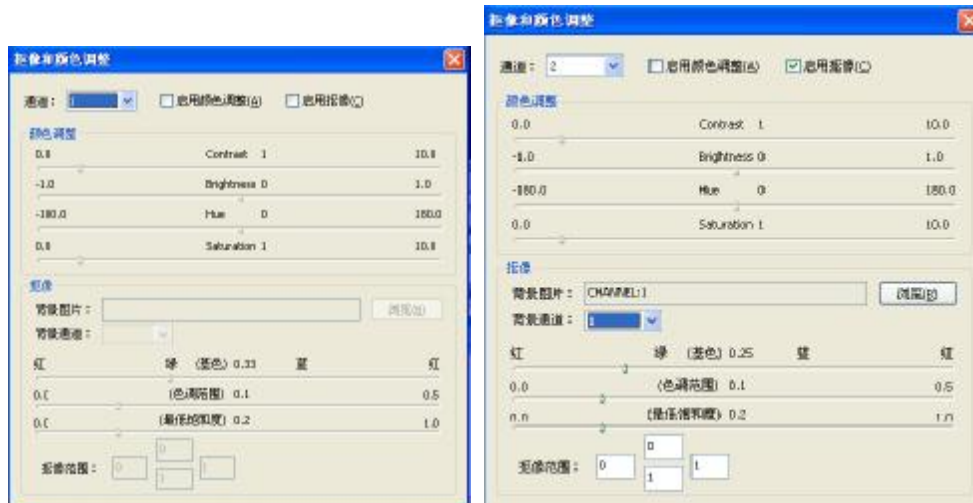 抠像和颜色调整
通道： 1 启用颜色调整(A) 启用抠像(C)
颜色调整
0.0 Contrast 1 10.0
-1.0 Brightness 0 1.0
-180.0 Hue 0 180.0
0.0 Saturation 1 10.0
抠像
背景图片：
背景通道：
红 绿 (基色) 0.33 蓝 红
0.0 (色调范围) 0.1 0.5
0.0 (最低饱和度) 0.2 1.0
0
抠像范围： 0 1
1
抠像和颜色调整
通道： 2 启用颜色调整(A) 启用抠像(C)
颜色调整
0.0 Contrast 1 10.0
-1.0 Brightness 0 1.0
-180.0 Hue 0 180.0
0.0 Saturation 1 10.0
抠像
背景图片： CHANNEL:1 浏览(B)
背景通道： 1
红 绿 (基色) 0.25 蓝 红
0.0 (色调范围) 0.1 0.5
0.0 (最低饱和度) 0.2 1.0
0
抠像范围： 0 1
1